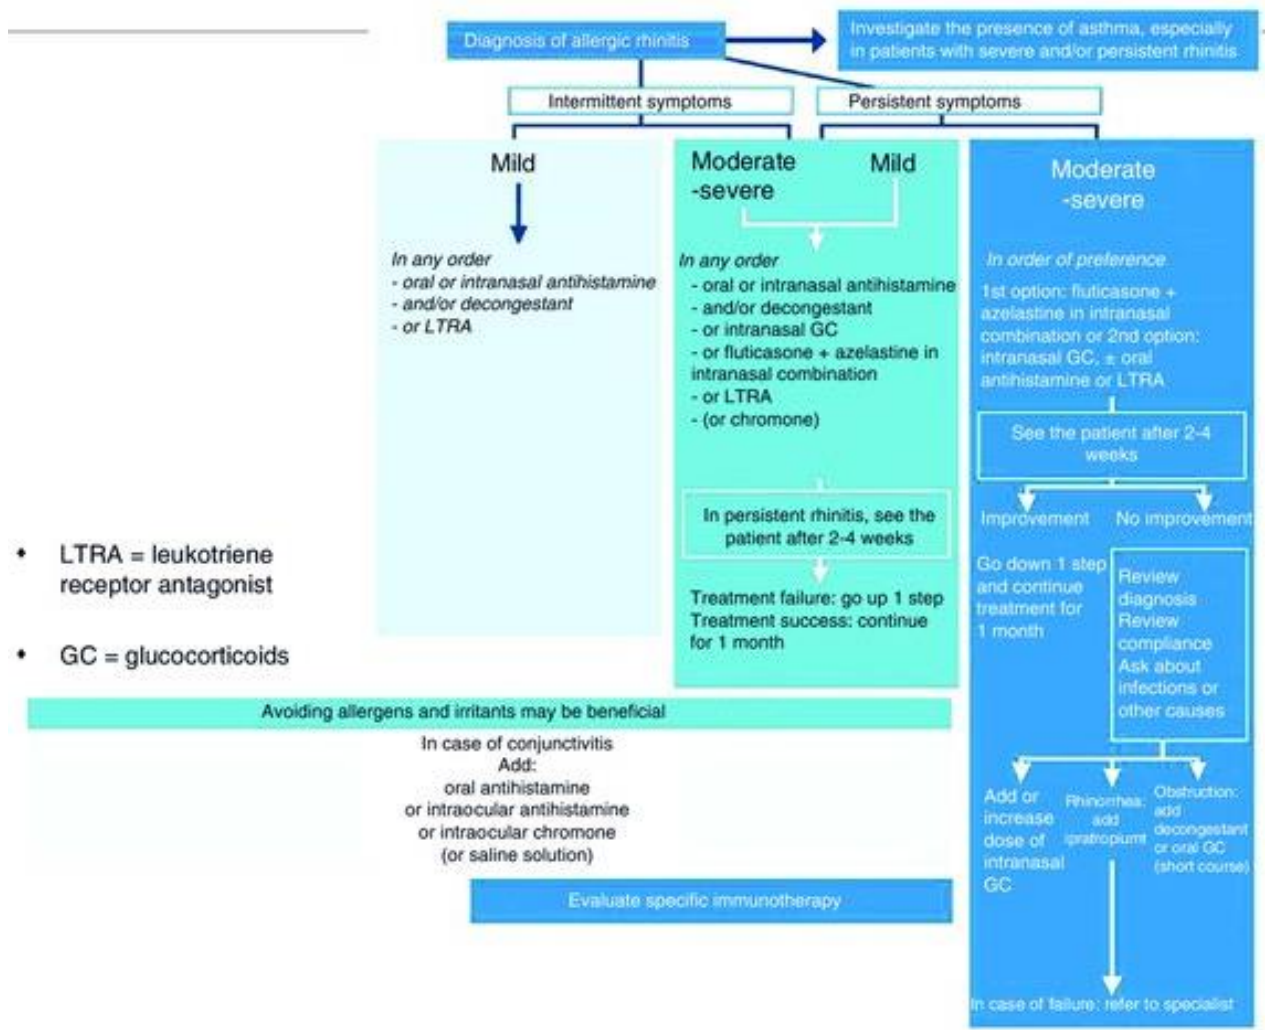 Diagnosis of allergic rhinitis
Investigate the presence of asthma, especially
in patients with severe and/or persistent rhinitis
Intermittent symptoms
Persistent symptoms
Mild
In any order
- oral or intranasal antihistamine
- and/or decongestant
- or LTRA
Moderate
-severe
Mild
In any order
- oral or intranasal antihistamine
- and/or decongestant
- or intranasal GC
- or fluticasone + azelastine in
intranasal combination
- or LTRA
- (or chromone)
In persistent rhinitis, see the
patient after 2-4 weeks
Treatment failure: go up 1 step
Treatment success: continue
for 1 month
Moderate
-severe
In order of preference
1st option: fluticasone +
azelastine in intranasal
combination or 2nd option:
intranasal GC, ± oral
antihistamine or LTRA
See the patient after 2-4
weeks
Improvement
No improvement
Go down 1 step
and continue
treatment for
1 month
Review
diagnosis
Review
compliance
Ask about
infections or
other causes
Add or
increase
dose of
intranasal
GC
Rhinorrhea:
add
ipratropiumt
Obstruction:
add
decongestant
or oral GC
(short course)
In case of failure: refer to specialist
• LTRA = leukotriene
receptor antagonist
• GC = glucocorticoids
Avoiding allergens and irritants may be beneficial
In case of conjunctivitis
Add:
oral antihistamine
or intraocular antihistamine
or intraocular chromone
(or saline solution)
Evaluate specific immunotherapy